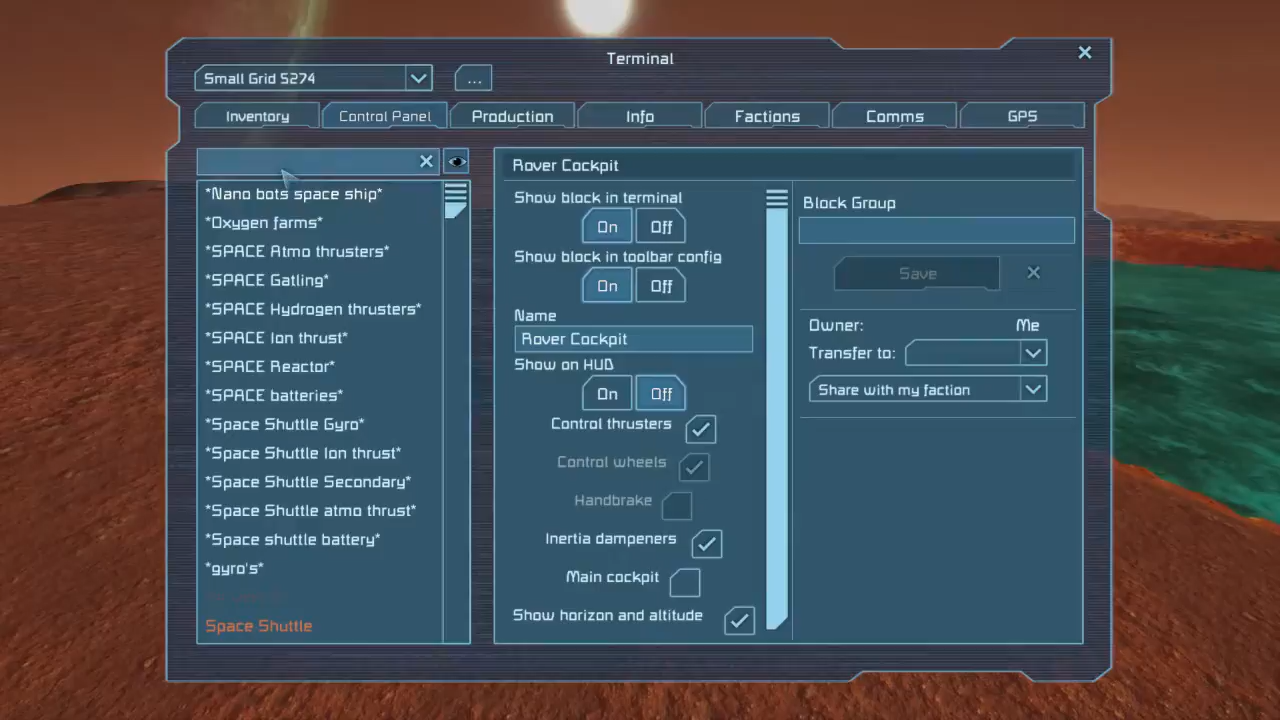 Terminal
Small Grid 5274
...
Inventory
Control Panel
Production
Info
Factions
Comms
GPS
*Nano bots space ship*
*Oxygen farms*
*SPACE Atmo thrusters*
*SPACE Gatling*
*SPACE Hydrogen thrusters*
*SPACE Ion thrust*
*SPACE Reactor*
*SPACE batteries*
*Space Shuttle Gyro*
*Space Shuttle Ion thrust*
*Space Shuttle Secondary*
*Space Shuttle atmo thrust*
*Space shuttle battery*
*gyro's*
Space Shuttle
Rover Cockpit
Show block in terminal
On Off
Show block in toolbar config
On Off
Name
Rover Cockpit
Show on HUD
On Off
Control thrusters
Control wheels
Handbrake
Inertia dampeners
Main cockpit
Show horizon and altitude
Block Group
Save
Owner: Me
Transfer to:
Share with my faction